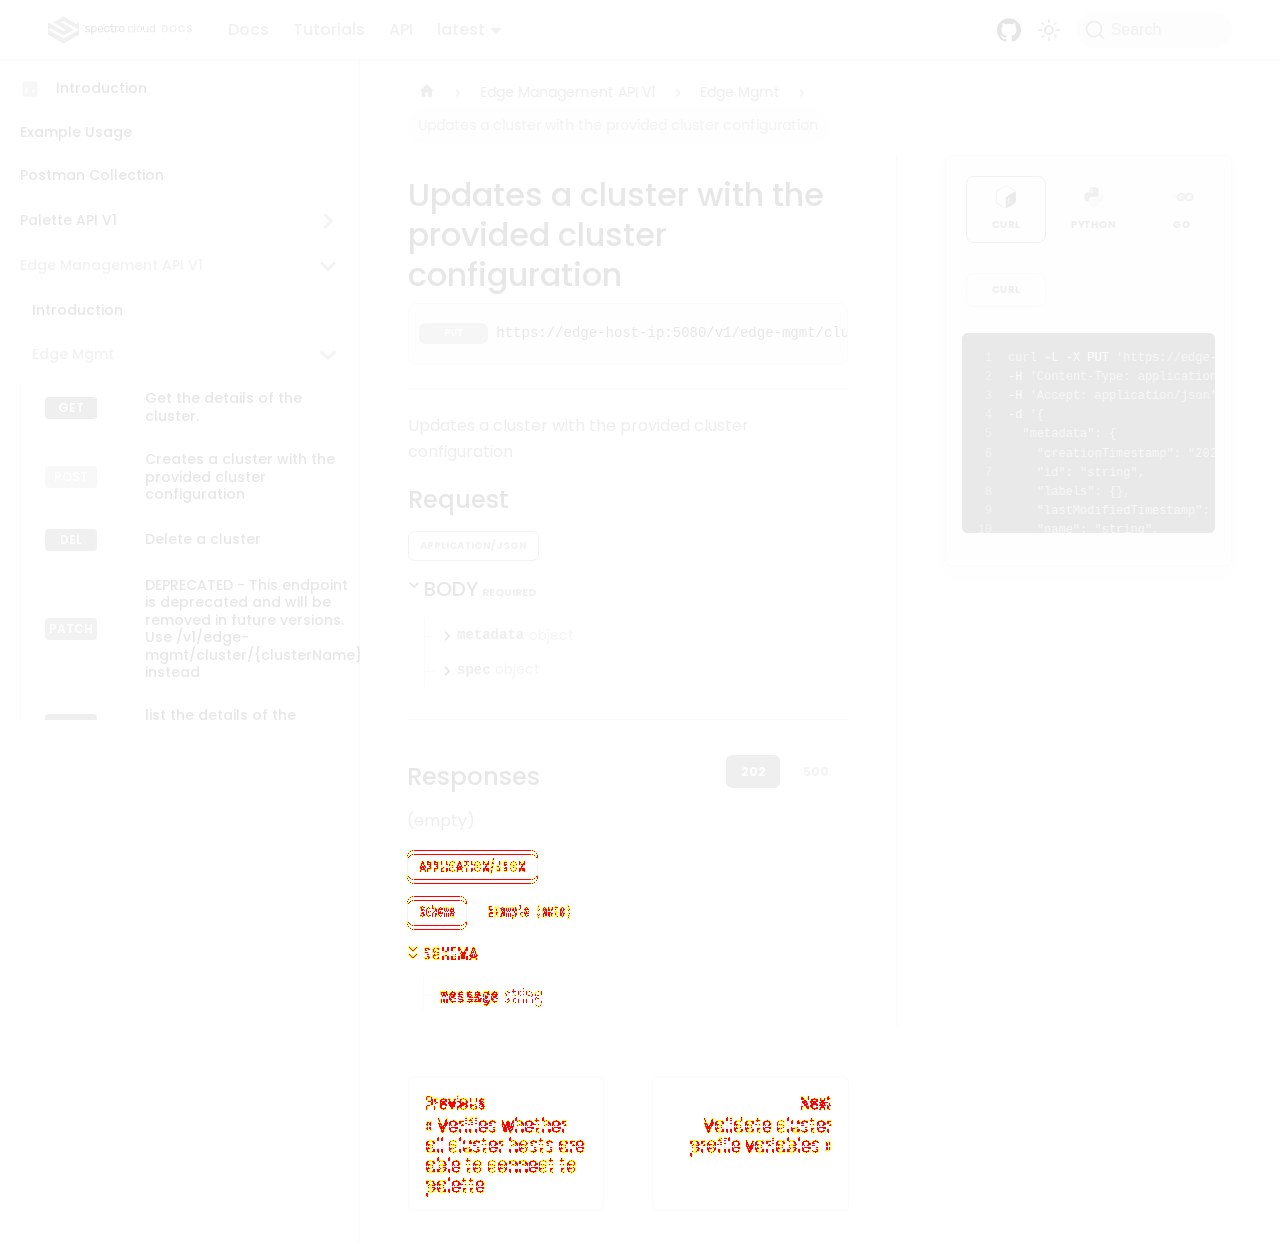 spectro cloud DOCS Docs Tutorials API latest Search
Introduction
Example Usage
Postman Collection
Palette API V1
Edge Management API V1
Introduction
Edge Mgmt
GET Get the details of the
cluster.
POST Creates a cluster with the
provided cluster
configuration
DEL Delete a cluster
PATCH DEPRECATED - This endpoint
is deprecated and will be
removed in future versions.
Use /v1/edge-
mgmt/cluster/{clusterName}
instead
list the details of the
Edge Management API V1 > Edge Mgmt >
Updates a cluster with the provided cluster configuration
Updates a cluster with the
provided cluster
configuration
PUT https://edge-host-ip:5080/v1/edge-mgmt/clu
Updates a cluster with the provided cluster
configuration
Request
APPLICATION/JSON
BODY REQUIRED
metadata object
spec object
Responses
202 500
(empty)
APPLICATION/JSON
Schema Example (auto)
SCHEMA
message string
Previous
« Verifies whether
all cluster hosts are
able to connect to
palette
Next
Validate cluster
profile variables »
CURL PYTHON GO
CURL
1 curl -L -X PUT 'https://edge-
2 -H 'Content-Type: application
3 -H 'Accept: application/json'
4 -d '{
5 "metadata": {
6 "creationTimestamp": "202
7 "id": "string",
8 "labels": {},
9 "lastModifiedTimestamp":
10 "name": "string",